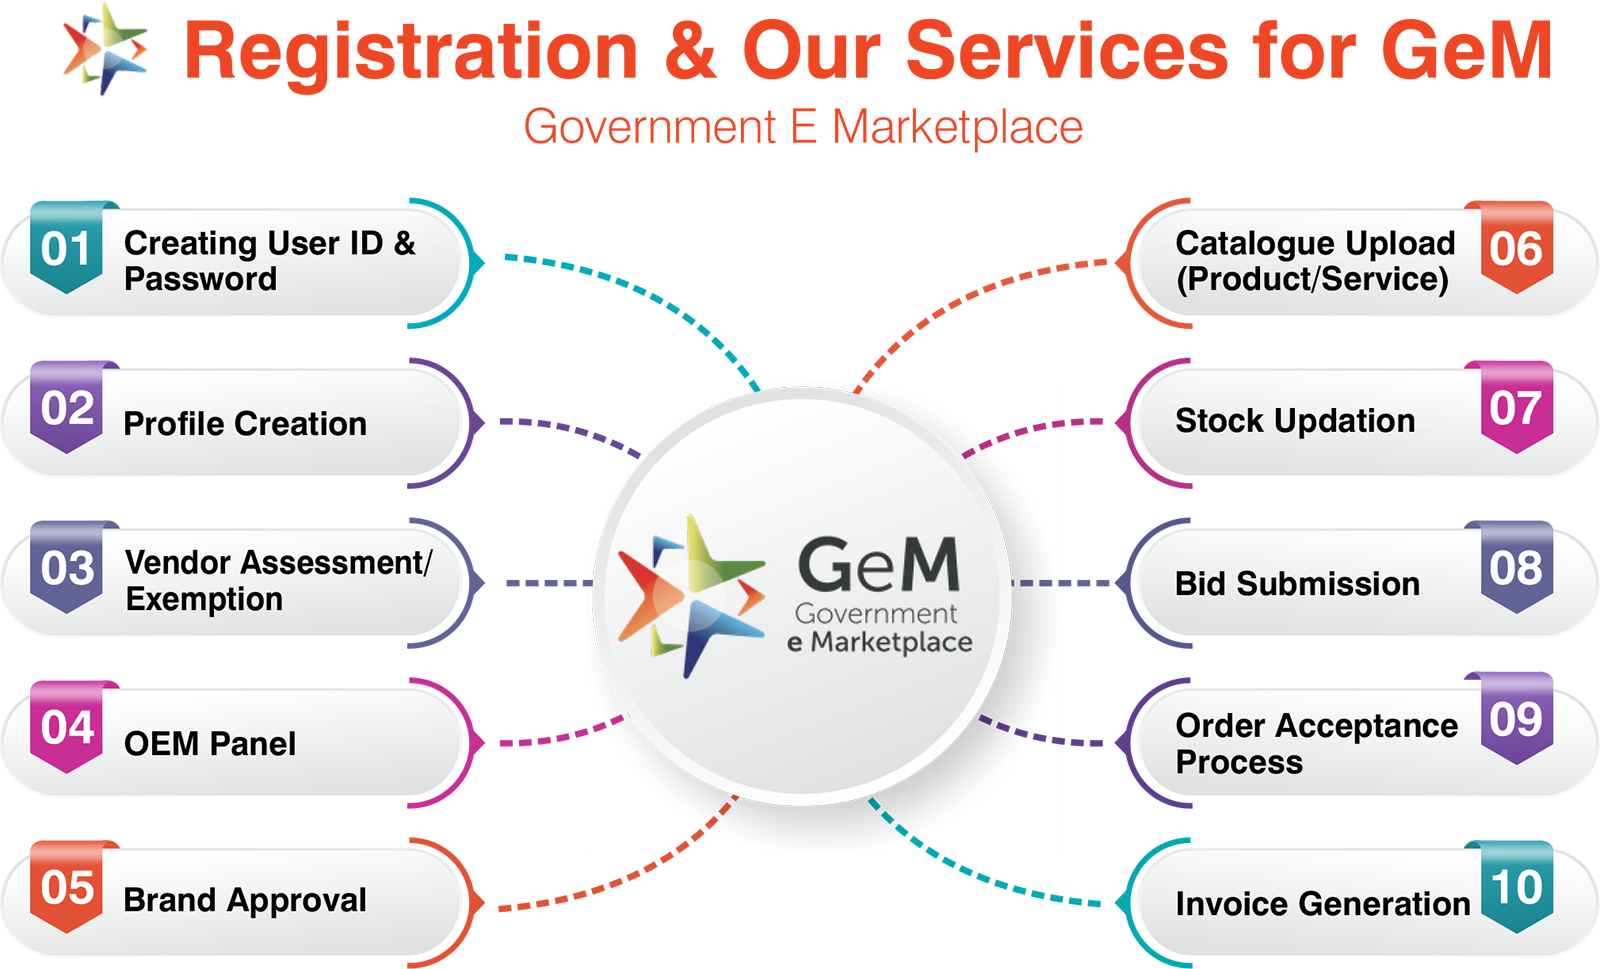 Registration & Our Services for GeM
Government E Marketplace
01
Creating User ID &
Password
02
Profile Creation
03
Vendor Assessment/
Exemption
04
OEM Panel
05
Brand Approval
GeM
Government
e Marketplace
Catalogue Upload
(Product/Service)
06
Stock Updation
07
Bid Submission
08
Order Acceptance
Process
09
Invoice Generation
10